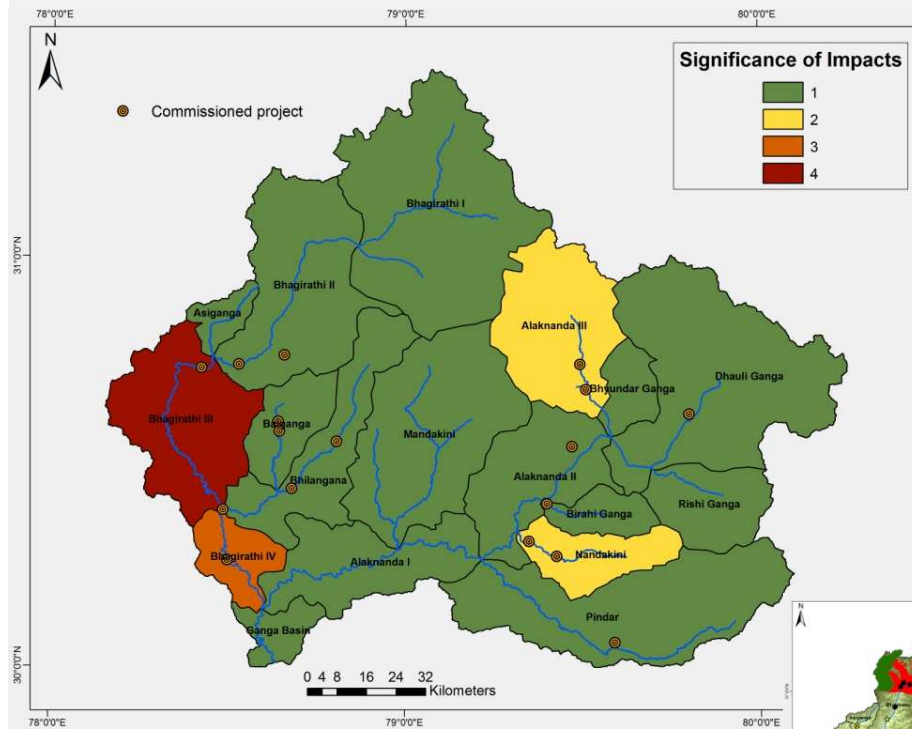 78°0'0"E
79°0'0"E
80°0'0"E
N
Significance of Impacts
1
2
3
4
Commissioned project
31°0'0"N
Bhagirathi I
Bhagirathi II
Asiganga
Alaknanda III
Bhyundar Ganga
Dhauli Ganga
Bhagirathi III
Balganga
Mandakini
Bhilangana
Alaknanda II
Rishi Ganga
Birahi Ganga
Bhagirathi IV
Alaknanda I
Nandakini
Pindar
Ganga Basin
30°0'0"N
0 4 8 16 24 32
Kilometers
N
78°0'0"E
79°0'0"E
80°0'0"E